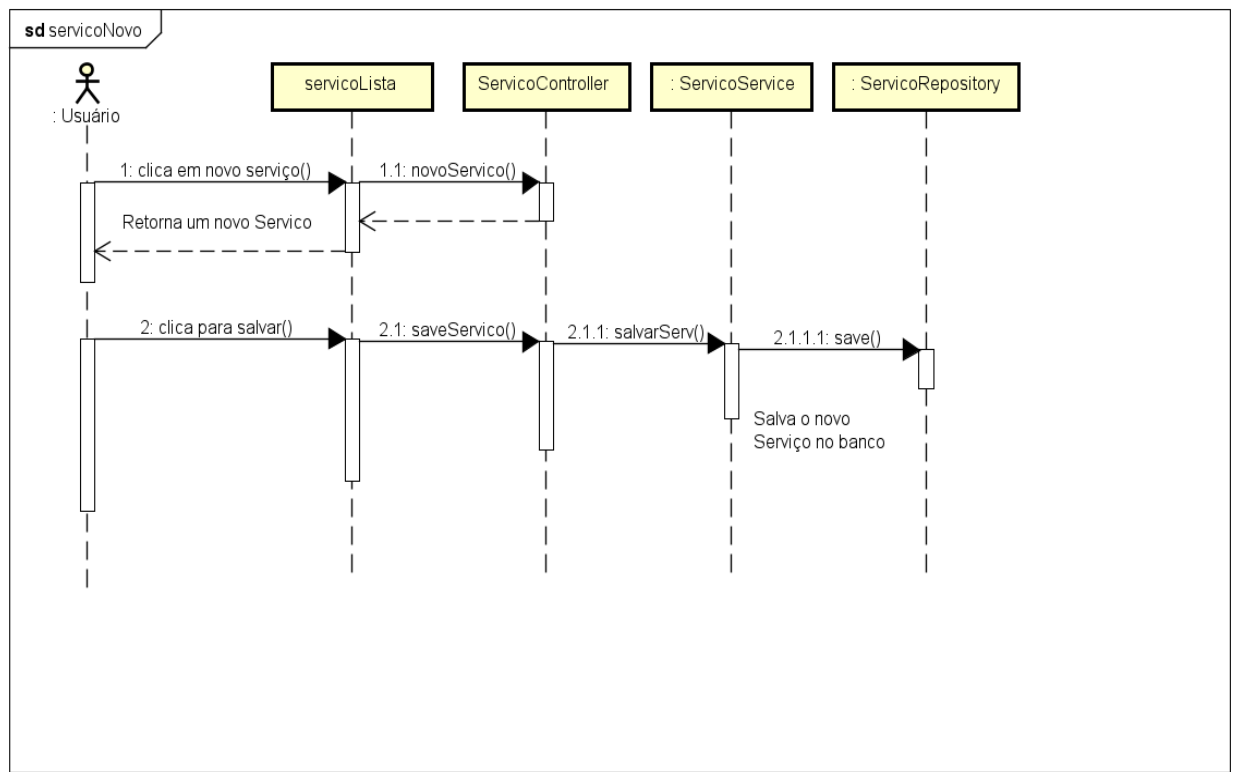 sd servicoNovo
: Usuário
servicoLista
ServicoController
: ServicoService
: ServicoRepository
1: clica em novo serviço()
1.1: novoServico()
Retorna um novo Servico
2: clica para salvar()
2.1: saveServico()
2.1.1: salvarServ()
2.1.1.1: save()
Salva o novo
Serviço no banco